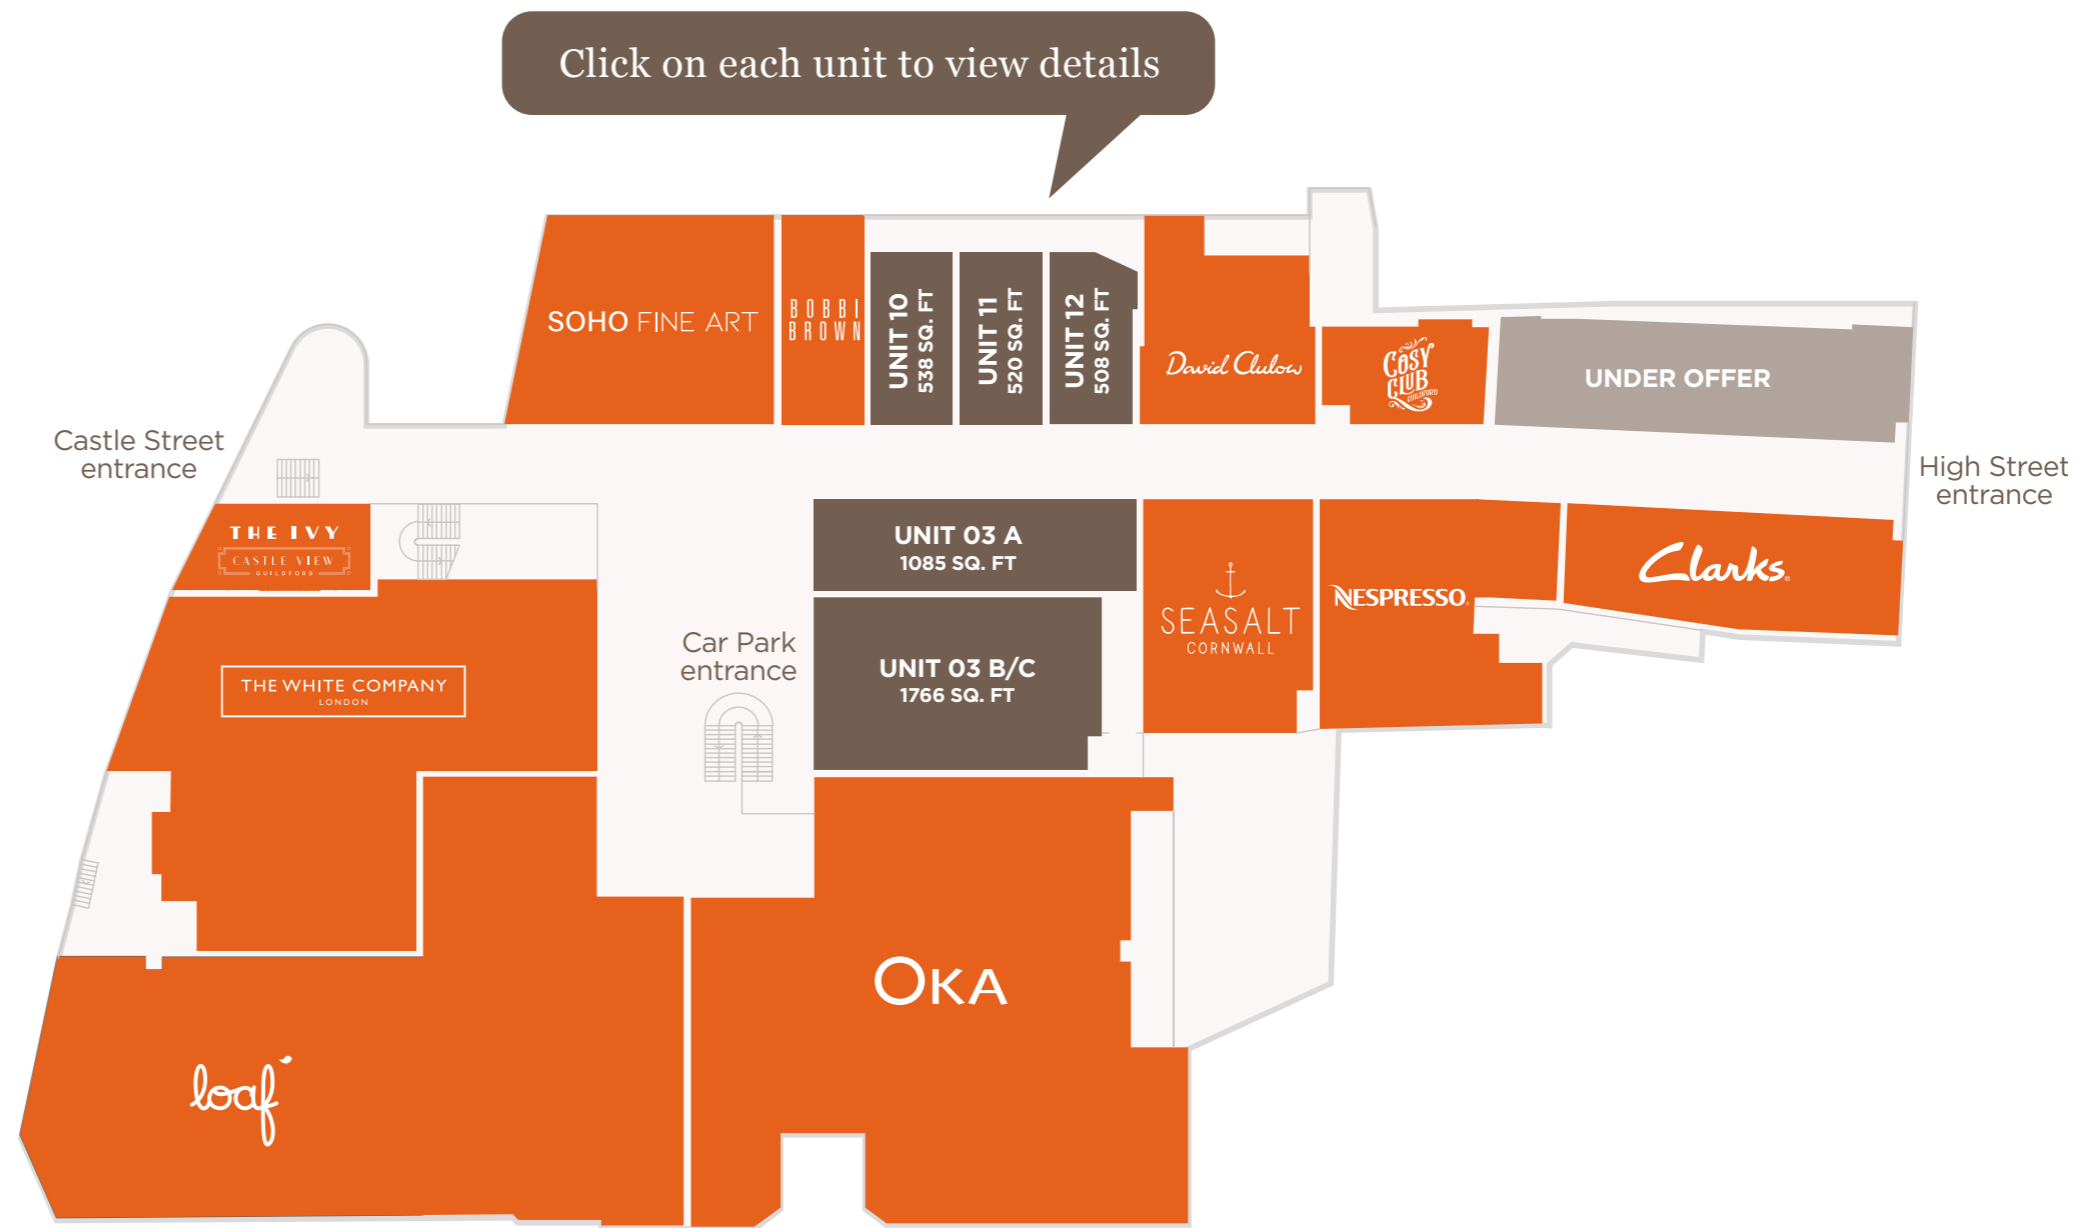 Click on each unit to view details
SOHO FINE ART
BOBBI
BROWN
UNIT 10
538 SQ. FT
UNIT 11
520 SQ. FT
UNIT 12
508 SQ. FT
David Clulow
COSY
CLUB
GUILDFORD
UNDER OFFER
Castle Street
entrance
High Street
entrance
THE IVY
CASTLE VIEW
GUILDFORD
UNIT 03 A
1085 SQ. FT
SEASALT
CORNWALL
NESPRESSO
Clarks
THE WHITE COMPANY
LONDON
Car Park
entrance
UNIT 03 B/C
1766 SQ. FT
OKA
loaf